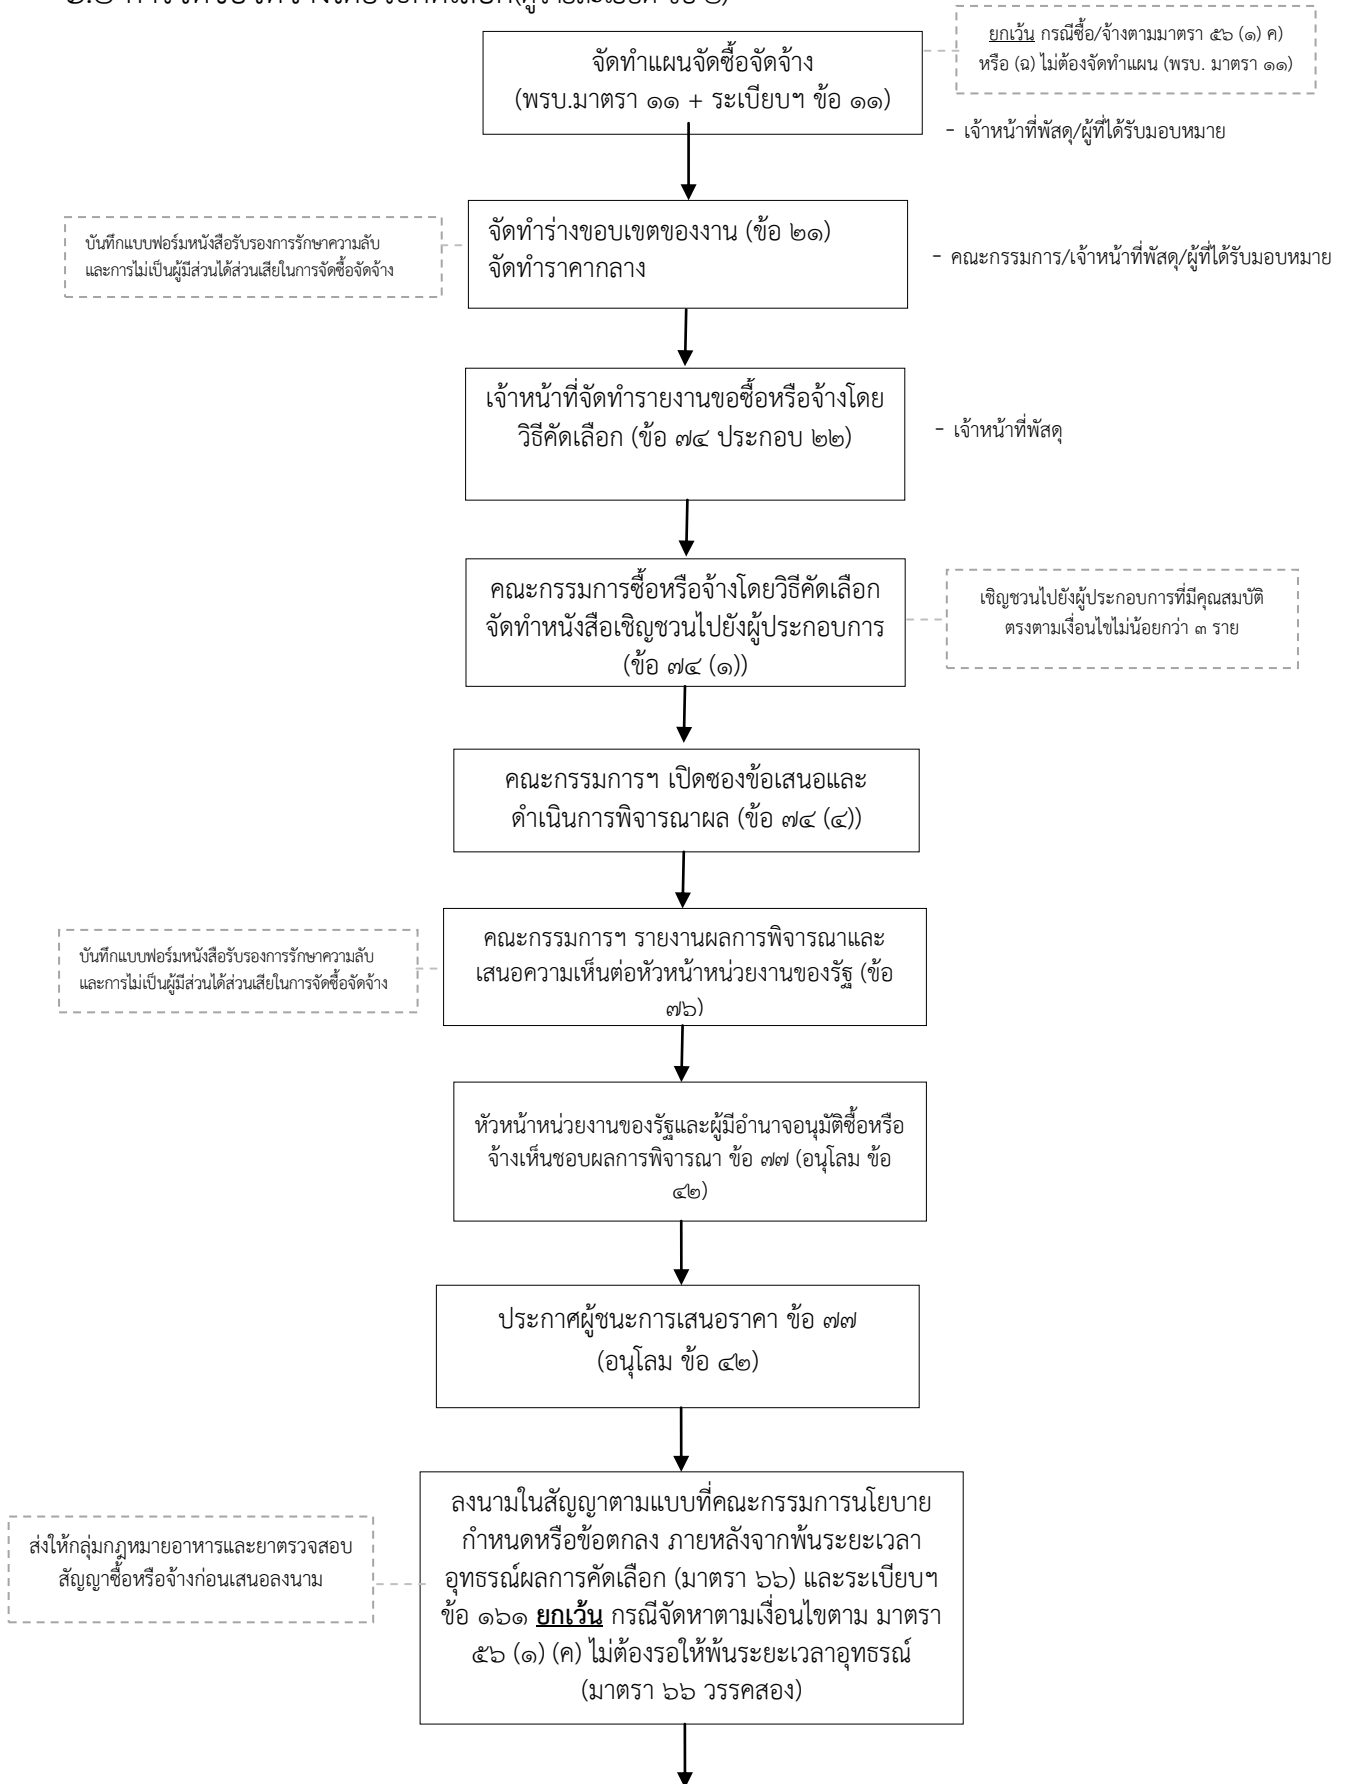 จัดทำแผนจัดซื้อจัดจ้าง
(พรบ.มาตรา ๑๑ + ระเบียบฯ ข้อ ๑๑)
ยกเว้น กรณีซื้อ/จ้างตามมาตรา ๕๖ (๑) ค)
หรือ (ฉ) ไม่ต้องจัดทำแผน (พรบ. มาตรา ๑๑)
- เจ้าหน้าที่พัสดุ/ผู้ที่ได้รับมอบหมาย
บันทึกแบบฟอร์มหนังสือรับรองการรักษาความลับ
และการไม่เป็นผู้มีส่วนได้ส่วนเสียในการจัดซื้อจัดจ้าง
จัดทำร่างขอบเขตของงาน (ข้อ ๒๑)
จัดทำราคากลาง
- คณะกรรมการ/เจ้าหน้าที่พัสดุ/ผู้ที่ได้รับมอบหมาย
เจ้าหน้าที่จัดทำรายงานขอซื้อหรือจ้างโดย
วิธีคัดเลือก (ข้อ ๗๔ ประกอบ ๒๒)
- เจ้าหน้าที่พัสดุ
คณะกรรมการซื้อหรือจ้างโดยวิธีคัดเลือก
จัดทำหนังสือเชิญชวนไปยังผู้ประกอบการ
(ข้อ ๗๔ (๑))
เชิญชวนไปยังผู้ประกอบการที่มีคุณสมบัติ
ตรงตามเงื่อนไขไม่น้อยกว่า ๓ ราย
คณะกรรมการฯ เปิดซองข้อเสนอและ
ดำเนินการพิจารณาผล (ข้อ ๗๔ (๔))
บันทึกแบบฟอร์มหนังสือรับรองการรักษาความลับ
และการไม่เป็นผู้มีส่วนได้ส่วนเสียในการจัดซื้อจัดจ้าง
คณะกรรมการฯ รายงานผลการพิจารณาและ
เสนอความเห็นต่อหัวหน้าหน่วยงานของรัฐ (ข้อ
๗๖)
หัวหน้าหน่วยงานของรัฐและผู้มีอำนาจอนุมัติซื้อหรือ
จ้างเห็นชอบผลการพิจารณา ข้อ ๗๗ (อนุโลม ข้อ
๔๒)
ประกาศผู้ชนะการเสนอราคา ข้อ ๗๗
(อนุโลม ข้อ ๔๒)
ส่งให้กลุ่มกฎหมายอาหารและยาตรวจสอบ
สัญญาซื้อหรือจ้างก่อนเสนอลงนาม
ลงนามในสัญญาตามแบบที่คณะกรรมการนโยบาย
กำหนดหรือข้อตกลง ภายหลังจากพ้นระยะเวลา
อุทธรณ์ผลการคัดเลือก (มาตรา ๖๖) และระเบียบฯ
ข้อ ๑๖๑ ยกเว้น กรณีจัดหาตามเงื่อนไขตาม มาตรา
๕๖ (๑) (ค) ไม่ต้องรอให้พ้นระยะเวลาอุทธรณ์
(มาตรา ๖๖ วรรคสอง)